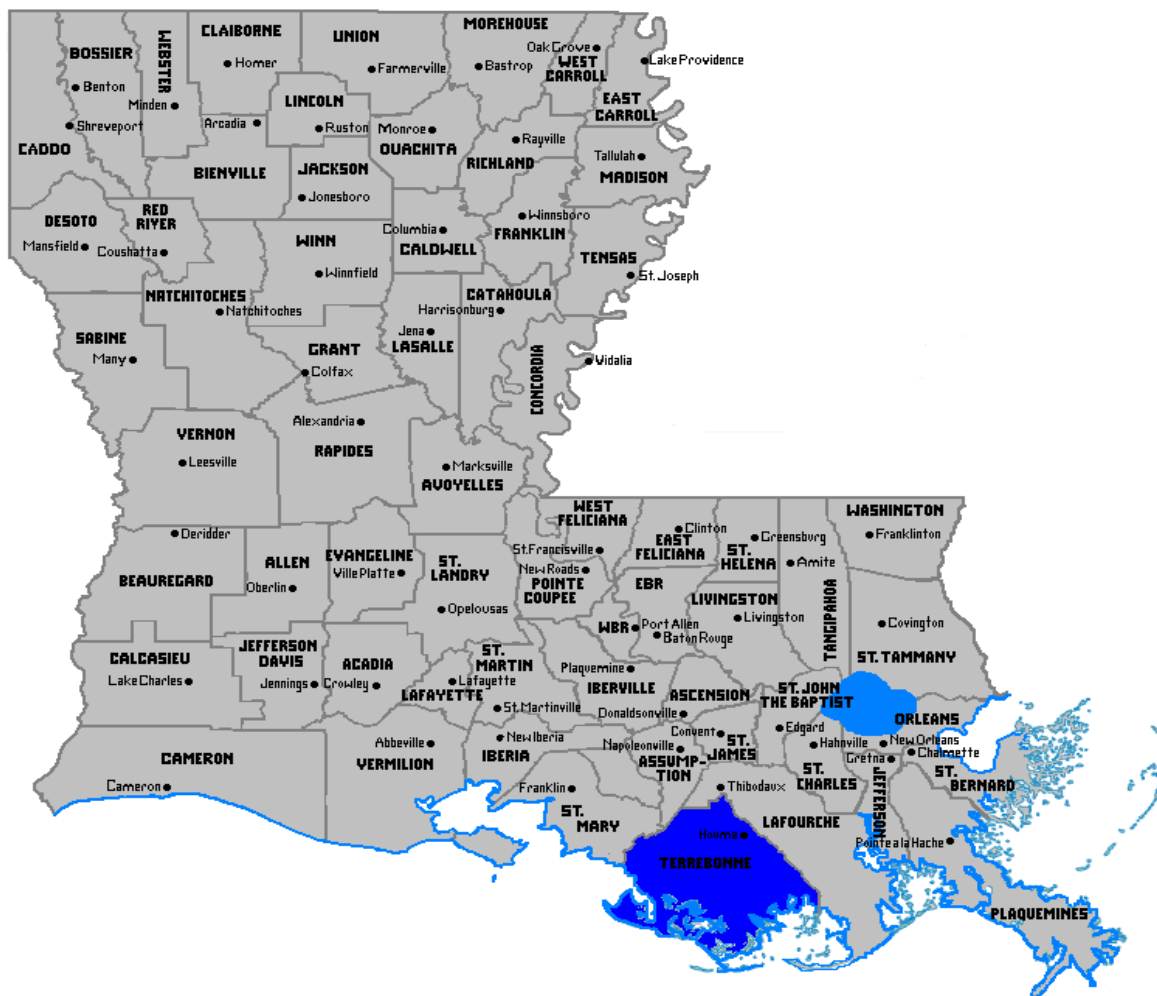 MOREHOUSE
CLAIBORNE
UNION
BOSSIER
WEBSTER
Oak Grove
WEST
CARROLL
Lake Providence
Homer
Farmerville
Bastrop
Benton
Minden
LINCOLN
EAST
CARROLL
Shreveport
Arcadia
Ruston
Monroe
OUACHITA
Rayville
CADDO
RICHLAND
Tallulah
MADISON
BIENVILLE
JACKSON
Jonesboro
RED
RIVER
DESOTO
Winnsboro
FRANKLIN
Columbia
CALDWELL
Mansfield
Coushatta
WINN
Winnfield
TENSAS
St. Joseph
NATCHITOCHES
Natchitoches
CATAHOULA
Harrisonburg
SABINE
Many
Jena
LASALLE
GRANT
Colfax
CONCORDIA
Vidalia
Alexandria
RAPIDES
VERNON
Leesville
Marksville
AVOYELLES
WEST
FELICIANA
WASHINGTON
Deridder
Clinton
EAST
FELICIANA
Greensburg
ST.
HELENA
Franklinton
St. Francisville
EVANGELINE
Ville Platte
ALLEN
Oberlin
ST.
LANDRY
New Roads
POINTE
COUPEE
Amite
BEAUREGARD
EBR
LIVINGSTON
Livingston
TANGIPAHOA
Opelousas
WBR
Port Allen
Baton Rouge
Covington
ST. TAMMANY
JEFFERSON
DAVIS
ST.
MARTIN
CALCASIEU
Lake Charles
Jennings
ACADIA
Crowley
Lafayette
LAFAYETTE
Plaquemine
IBERVILLE
ASCENSION
ST. JOHN
THE BAPTIST
St. Martinville
Donaldsonville
ORLEANS
Edgard
Convent
ST.
JAMES
New Iberia
IBERIA
Napoleonville
ASSUMP-
TION
Hahnville
New Orleans
Chalmette
Gretna
Abbeville
VERMILION
CAMERON
Cameron
ST.
CHARLES
JEFFERSON
ST.
BERNARD
Franklin
ST.
MARY
Thibodaux
LAFOURCHE
Houma
TERREBONNE
Pointe a la Hache
PLAQUEMINES